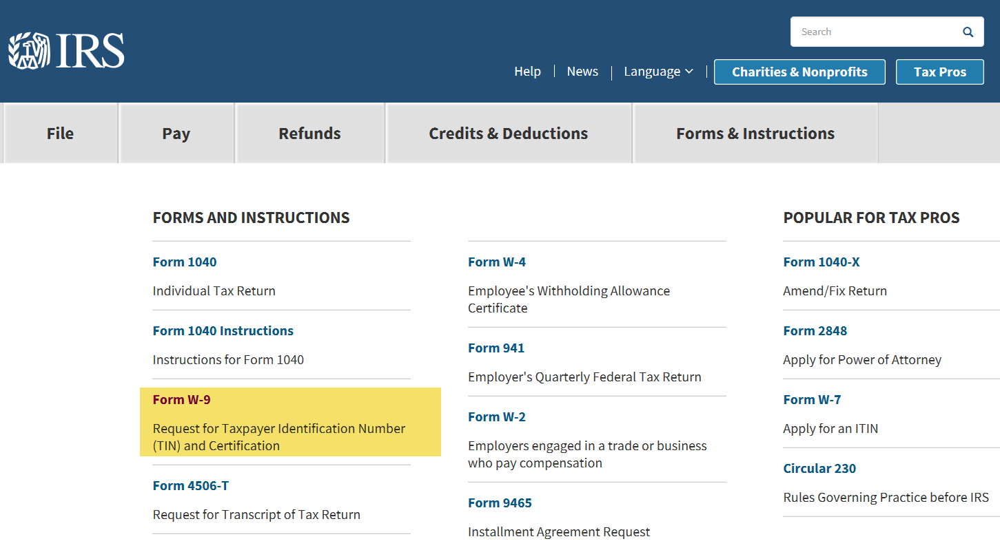 IRS
Search
Help
News
Language
Charities & Nonprofits
Tax Pros
File
Pay
Refunds
Credits & Deductions
Forms & Instructions
FORMS AND INSTRUCTIONS
Form 1040
Individual Tax Return
Form 1040 Instructions
Instructions for Form 1040
Form W-9
Request for Taxpayer Identification Number
(TIN) and Certification
Form 4506-T
Request for Transcript of Tax Return
Form W-4
Employee's Withholding Allowance
Certificate
Form 941
Employer's Quarterly Federal Tax Return
Form W-2
Employers engaged in a trade or business
who pay compensation
Form 9465
Installment Agreement Request
POPULAR FOR TAX PROS
Form 1040-X
Amend/Fix Return
Form 2848
Apply for Power of Attorney
Form W-7
Apply for an ITIN
Circular 230
Rules Governing Practice before IRS